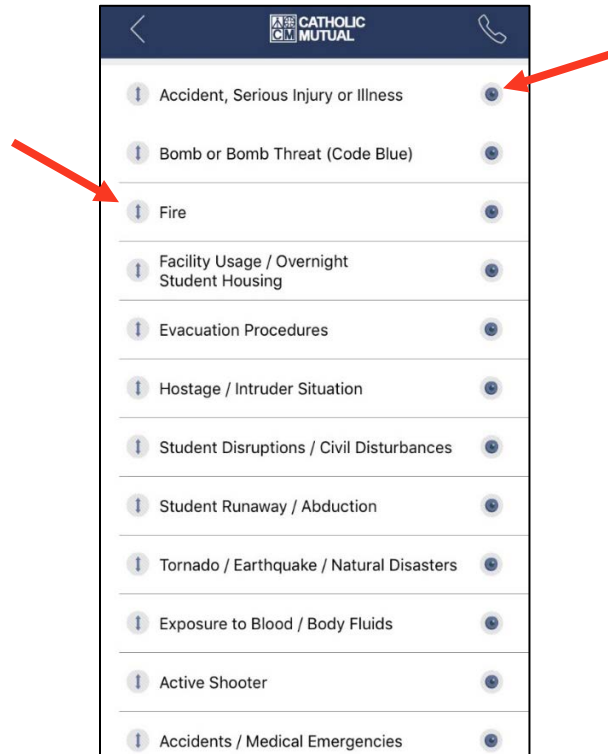 CATHOLIC
CM MUTUAL
Accident, Serious Injury or Illness
Bomb or Bomb Threat (Code Blue)
Fire
Facility Usage / Overnight
Student Housing
Evacuation Procedures
Hostage / Intruder Situation
Student Disruptions / Civil Disturbances
Student Runaway / Abduction
Tornado / Earthquake / Natural Disasters
Exposure to Blood / Body Fluids
Active Shooter
Accidents / Medical Emergencies